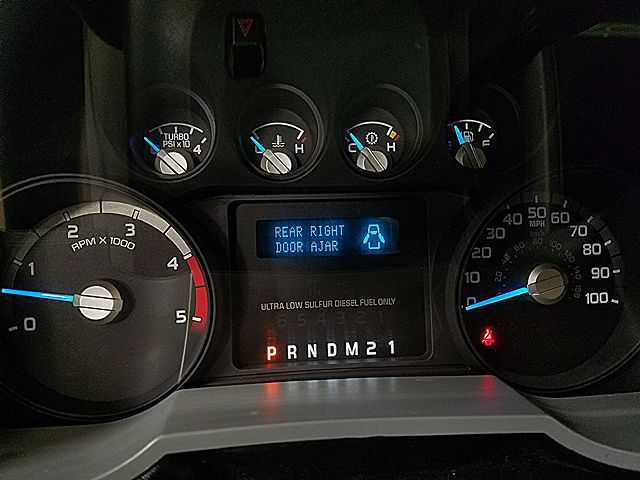 TURBO
PSI x 10
4
C H
C H
F
REAR RIGHT
DOOR AJAR
ULTRA LOW SULFUR DIESEL FUEL ONLY
P R N D M 2 1
0 1 2 3 4 5
RPM X 1000
0 10 20 30 40 50 60 70 80 90 100
MPH